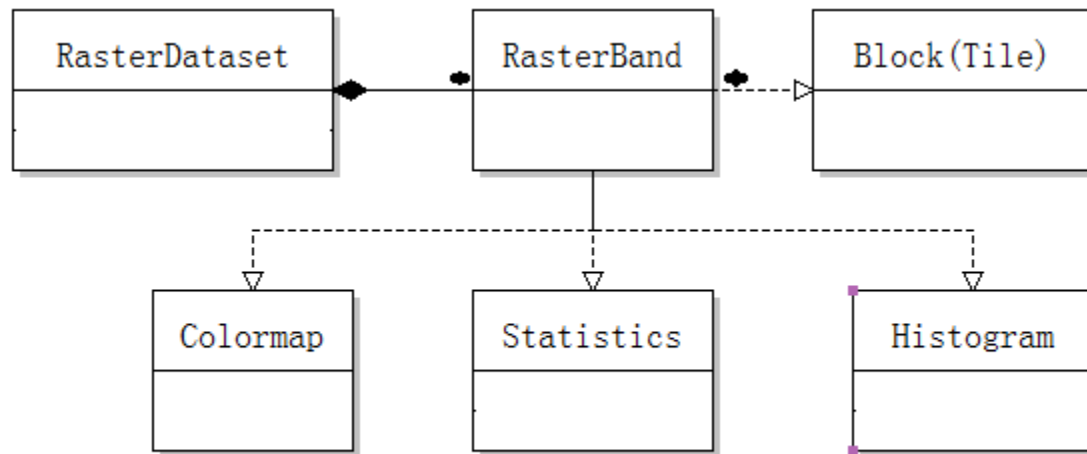 RasterDataset
RasterBand
Block(Tile)
Colormap
Statistics
Histogram